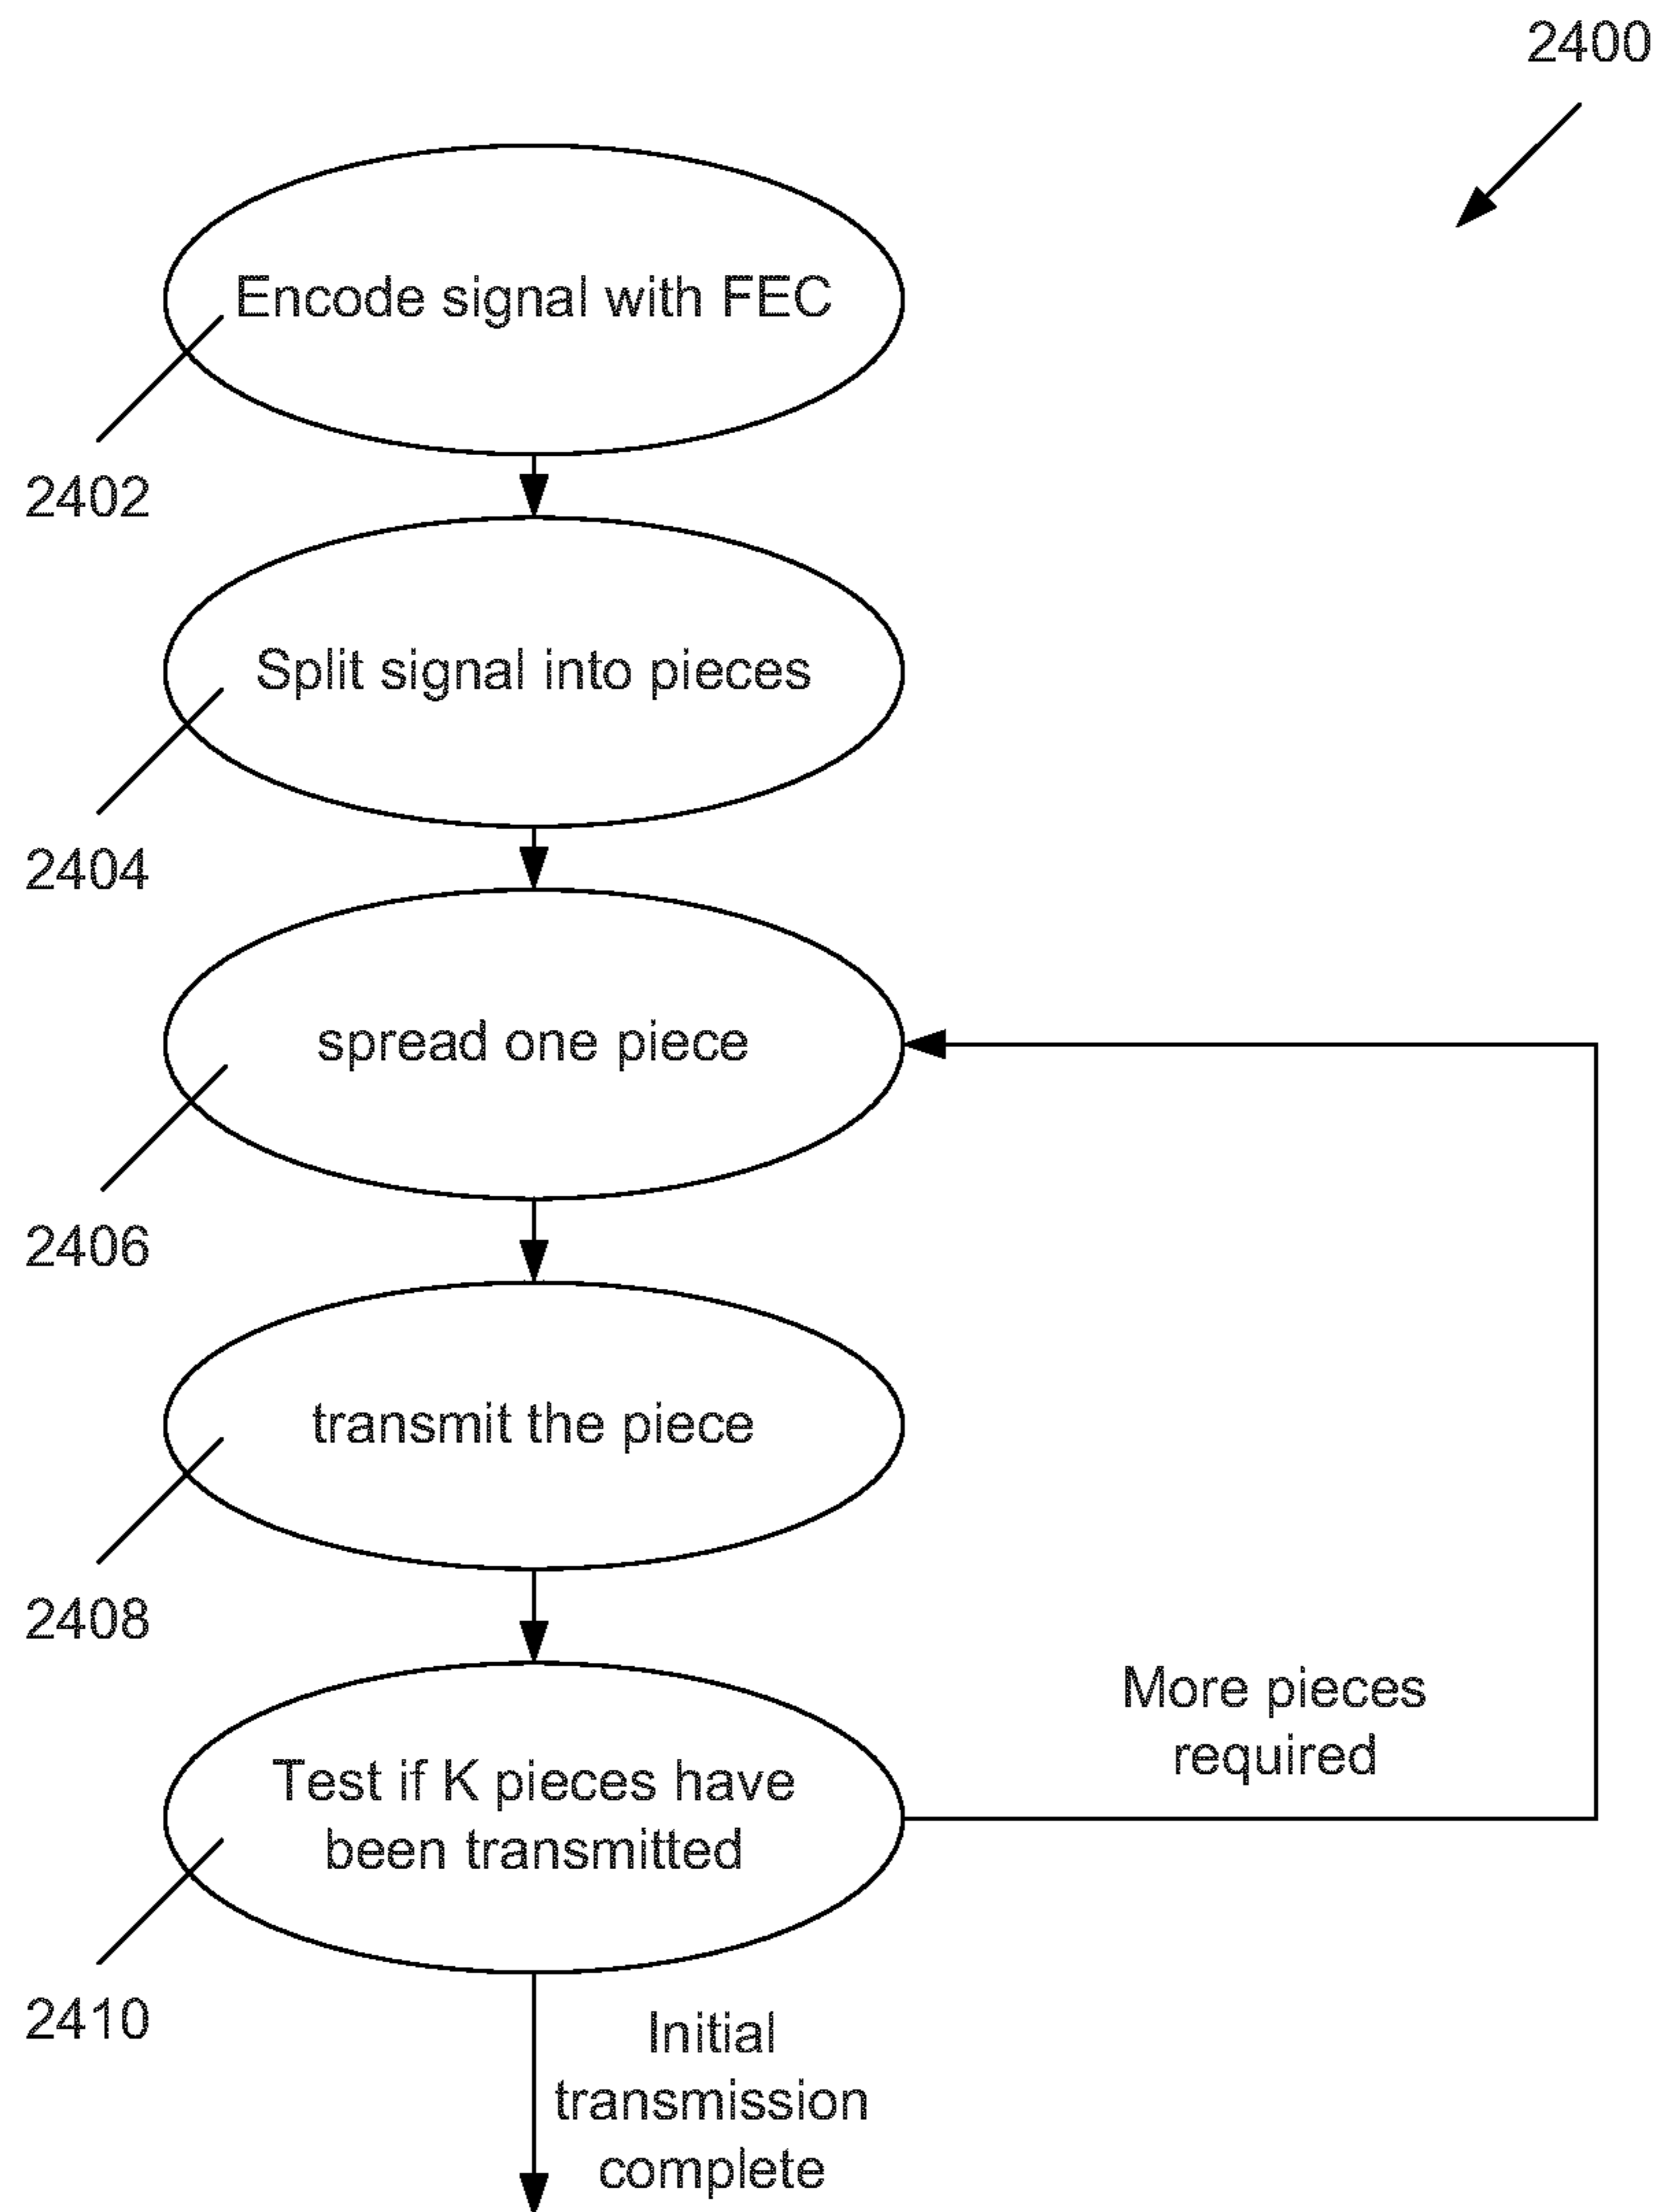 2400
Encode signal with FEC
2402
Split signal into pieces
2404
spread one piece
2406
transmit the piece
2408
More pieces
required
Test if K pieces have
been transmitted
2410
Initial
transmission
complete